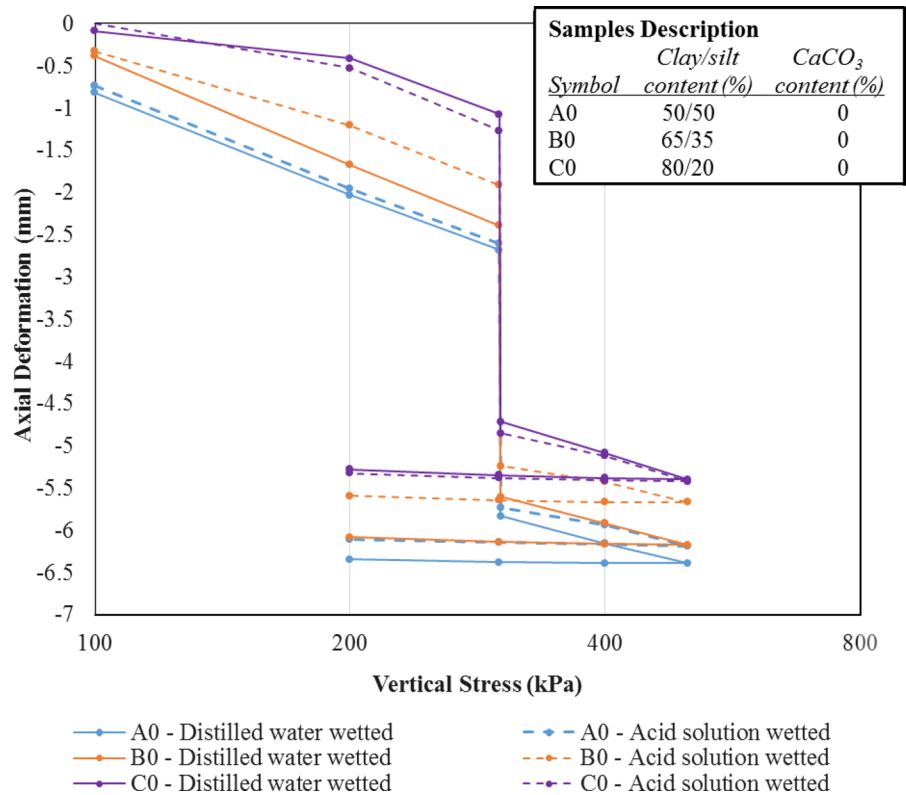 Samples Description
Clay/silt CaCO3
Symbol content (%) content (%)
A0 50/50 0
B0 65/35 0
C0 80/20 0
0
-0.5
-1
-1.5
-2
-2.5
-3
-3.5
-4
-4.5
-5
-5.5
-6
-6.5
-7
Axial Deformation (mm)
100 200 400 800
Vertical Stress (kPa)
A0 - Distilled water wetted A0 - Acid solution wetted
B0 - Distilled water wetted B0 - Acid solution wetted
C0 - Distilled water wetted C0 - Acid solution wetted